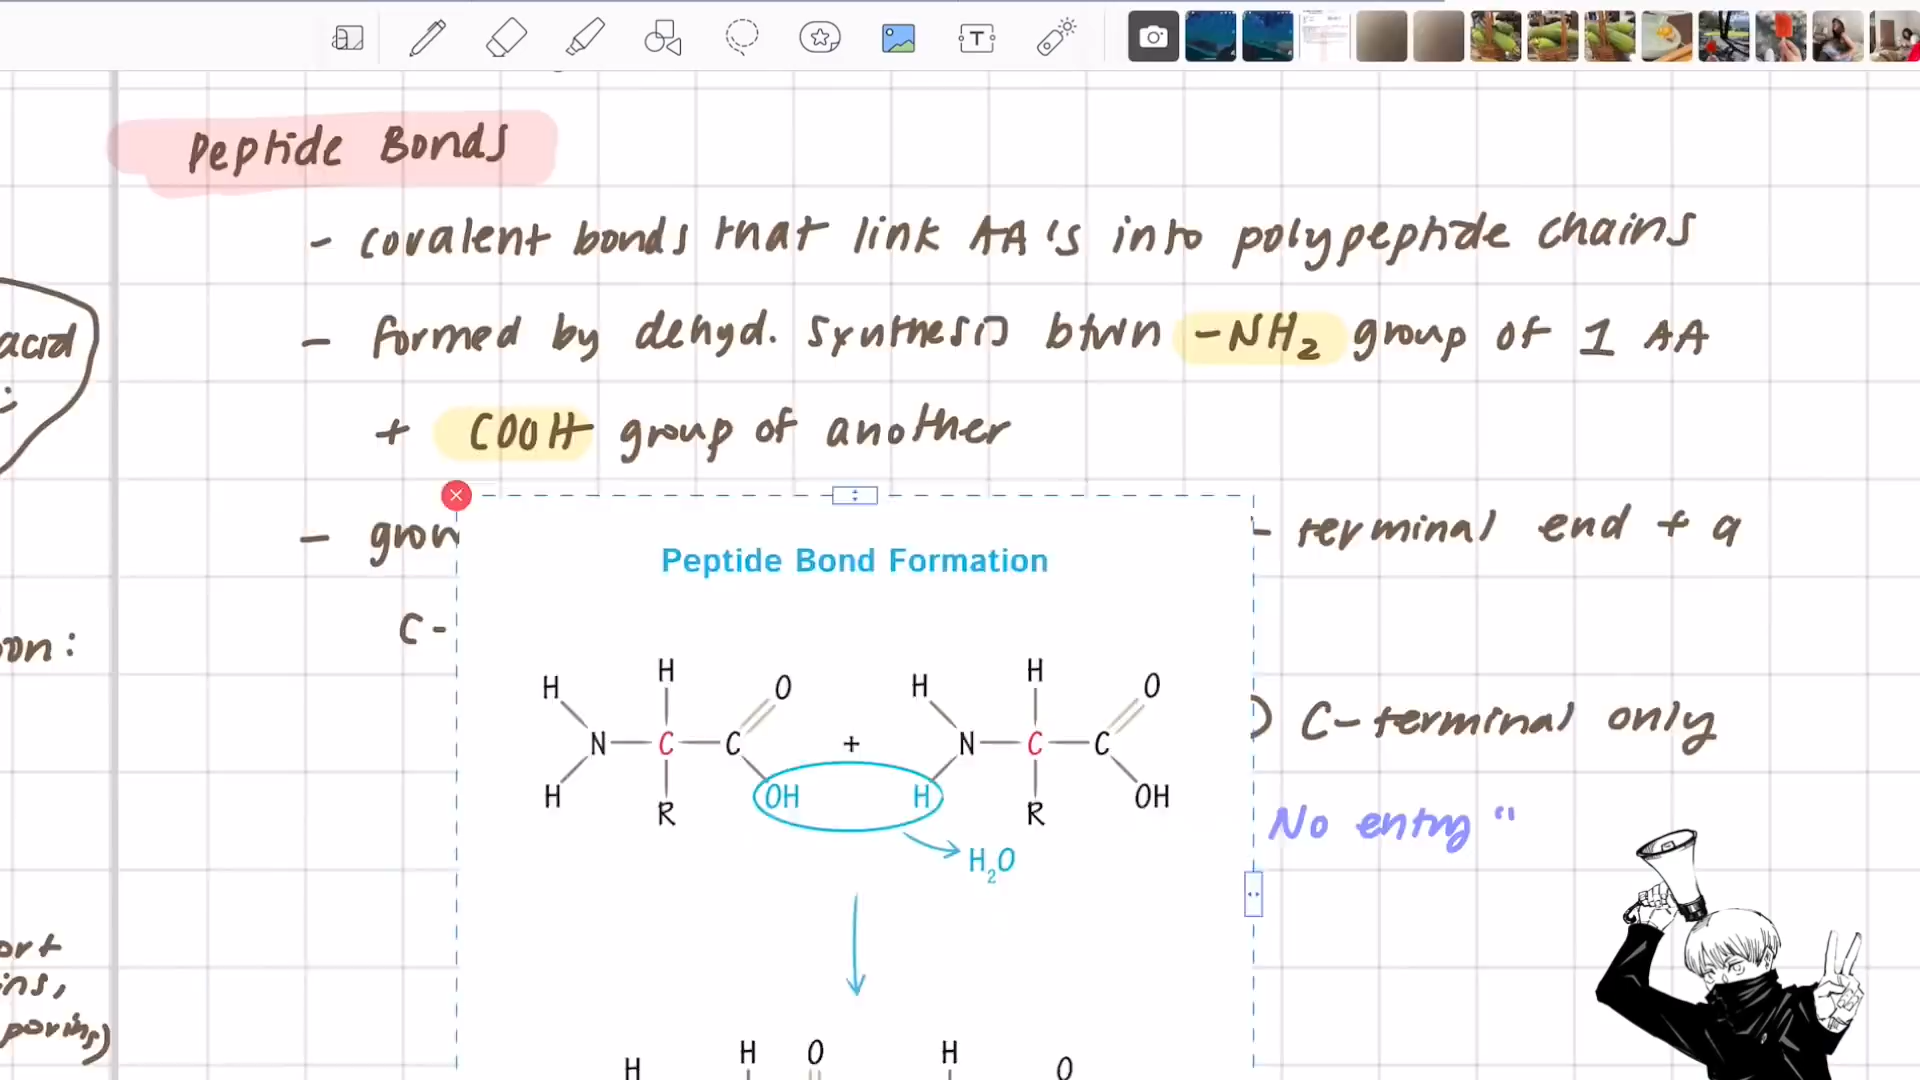 Peptide Bonds
- covalent bonds that link AA's into polypeptide chains
- formed by dehyd. synthesis btwn -NH2 group of 1 AA
acid
+ COOH group of another
- terminal end + a
C-
Peptide Bond Formation
H H O H H O
N C C + N C C
H R OH H R OH
H2O
C-terminal only
No entry "
H H O H O